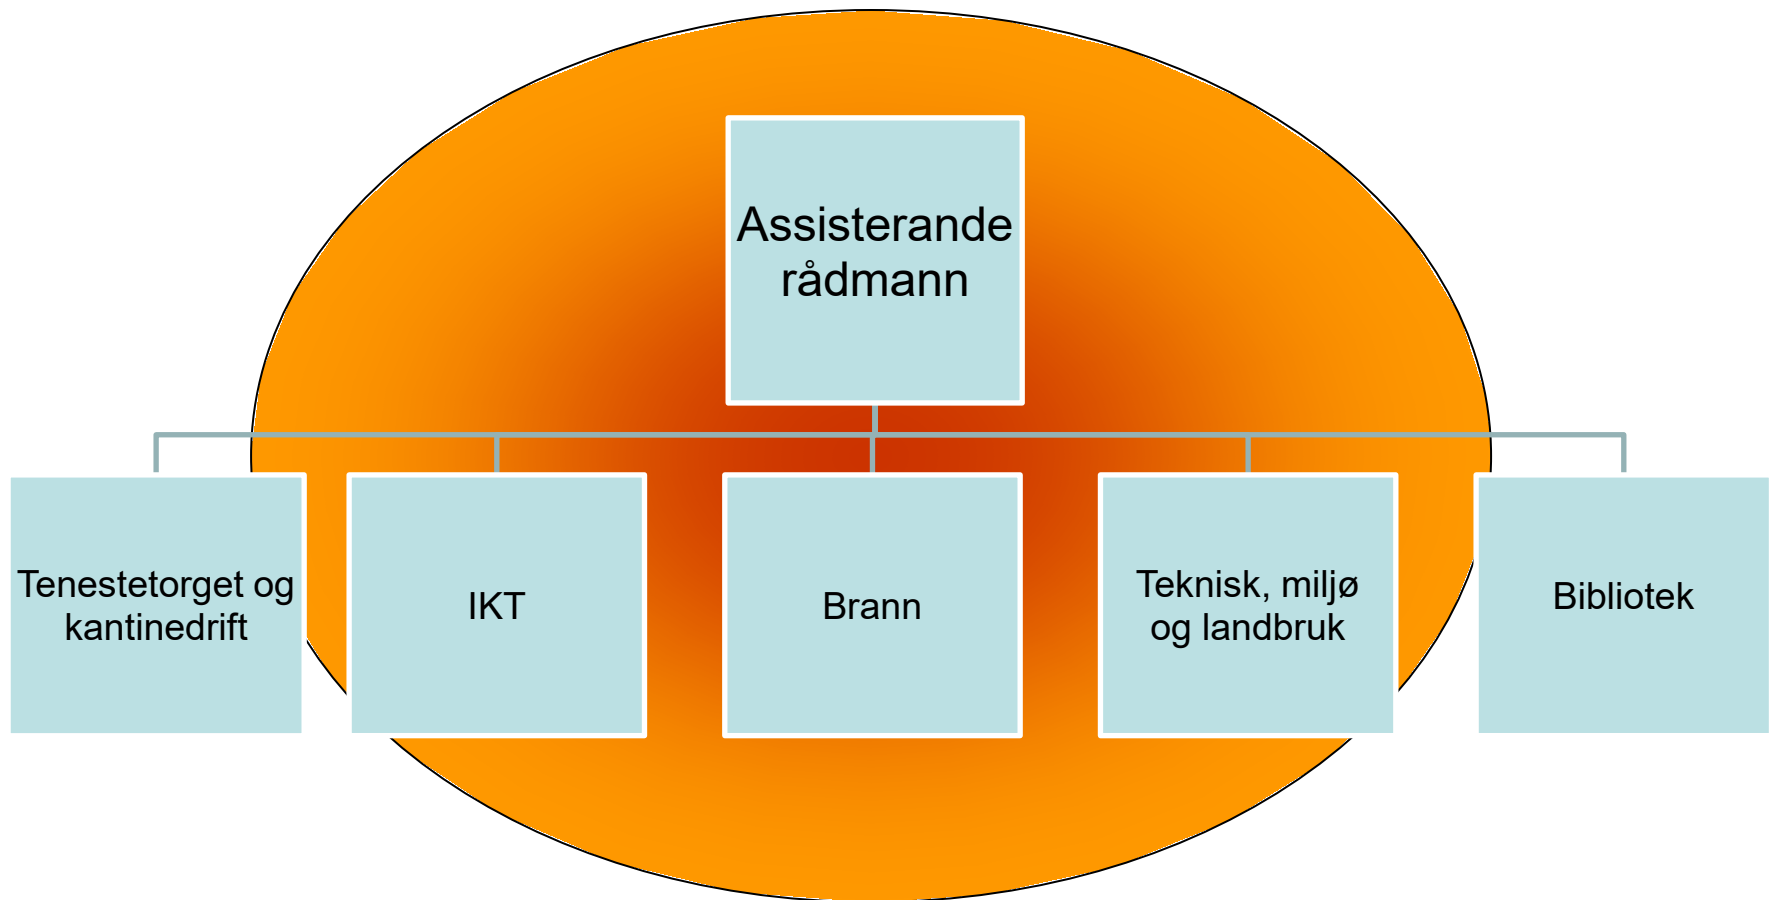 Assisterande
rådmann
Tenestetorget og
kantinedrift
IKT
Brann
Teknisk, miljø
og landbruk
Bibliotek